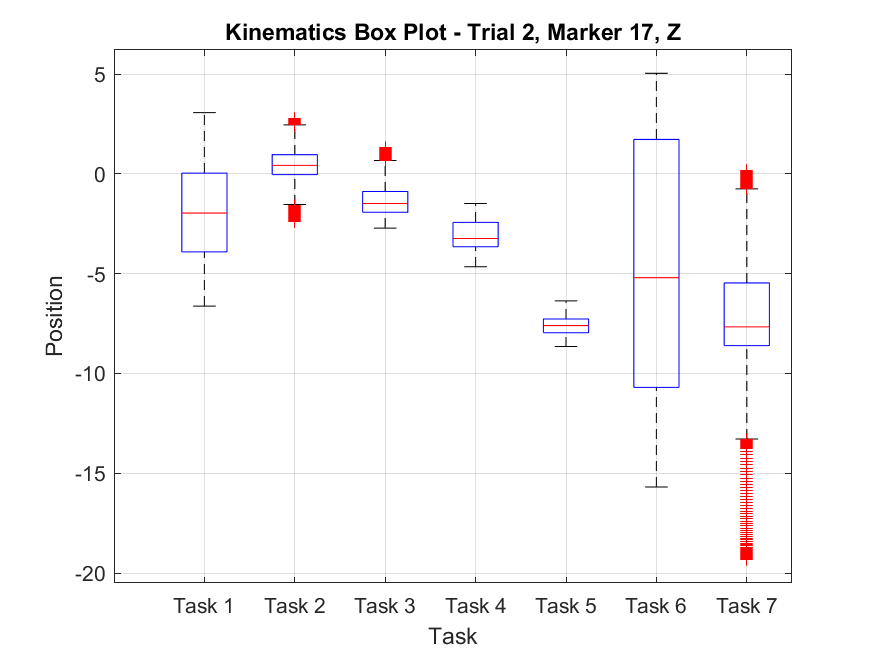 Kinematics Box Plot - Trial 2, Marker 17, Z
5
0
-5
-10
-15
-20
Position
Task 1 Task 2 Task 3 Task 4 Task 5 Task 6 Task 7
Task